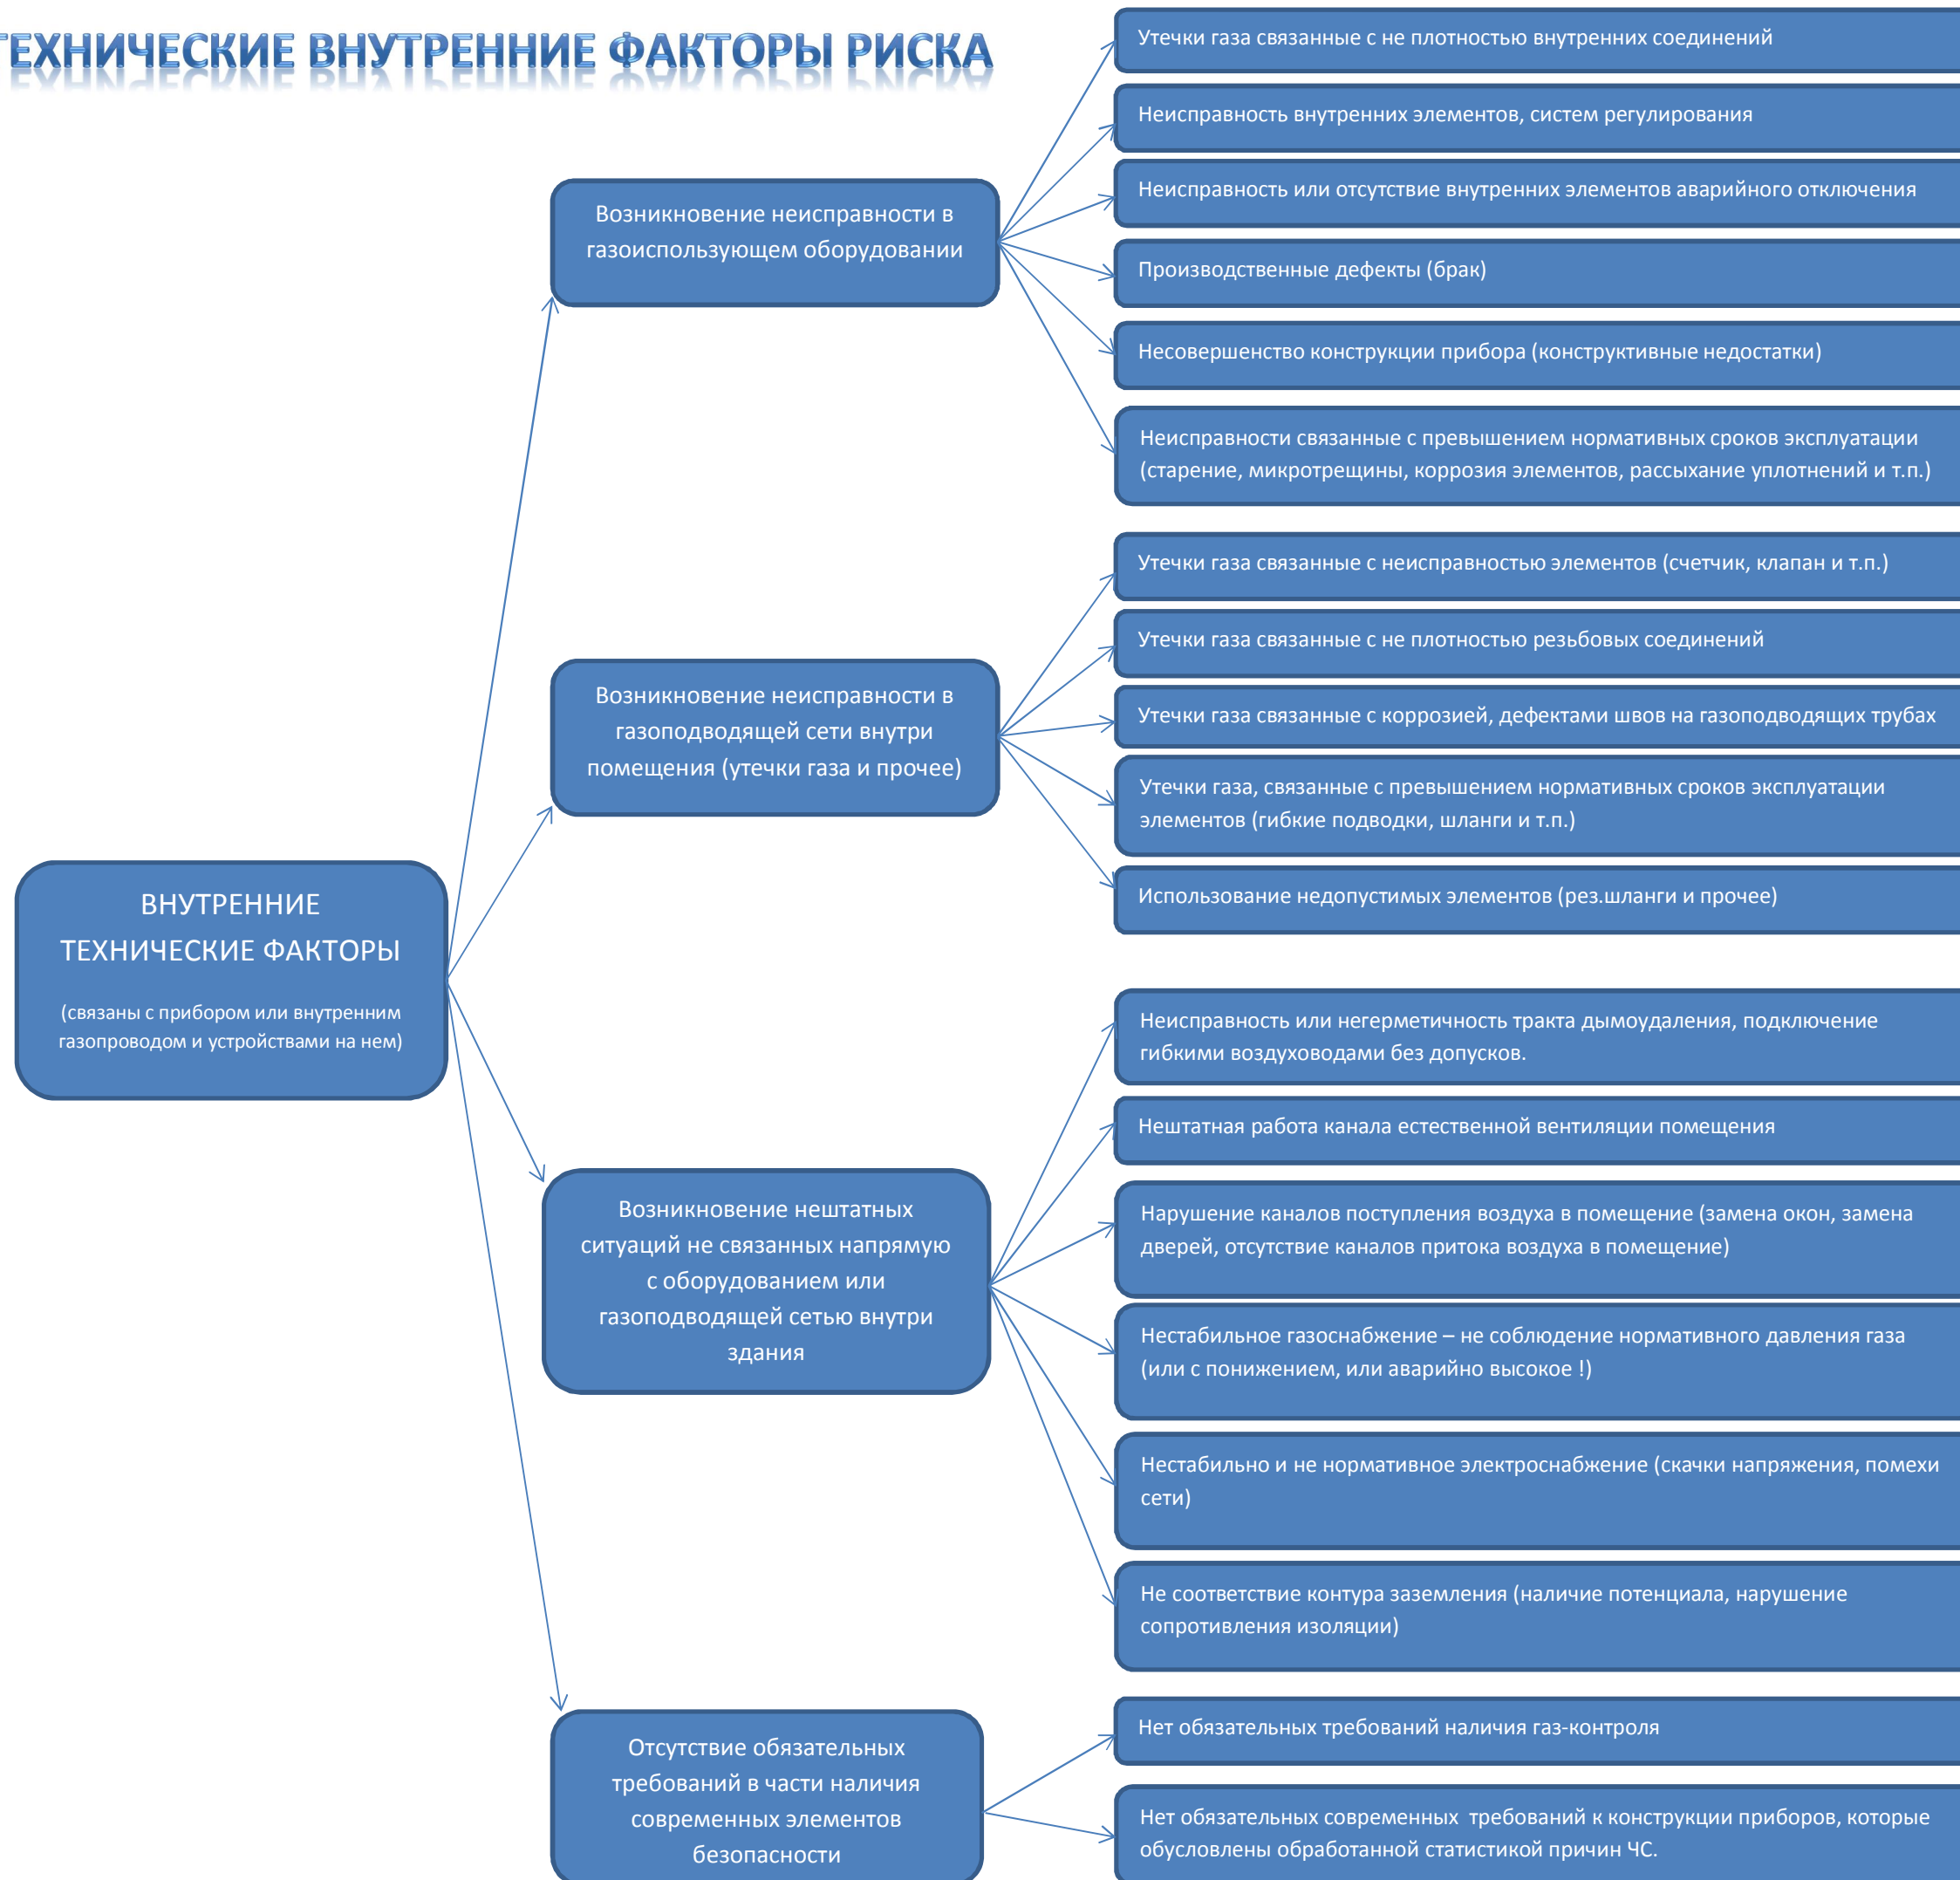 ТЕХНИЧЕСКИЕ ВНУТРЕННИЕ ФАКТОРЫ РИСКА
ВНУТРЕННИЕ
ТЕХНИЧЕСКИЕ ФАКТОРЫ
(связаны с прибором или внутренним
газопроводом и устройствами на нем)
Возникновение неисправности в
газоиспользующем оборудовании
Утечки газа связанные с не плотностью внутренних соединений
Неисправность внутренних элементов, систем регулирования
Неисправность или отсутствие внутренних элементов аварийного отключения
Производственные дефекты (брак)
Несовершенство конструкции прибора (конструктивные недостатки)
Неисправности связанные с превышением нормативных сроков эксплуатации
(старение, микротрещины, коррозия элементов, рассыхание уплотнений и т.п.)
Возникновение неисправности в
газоподводящей сети внутри
помещения (утечки газа и прочее)
Утечки газа связанные с неисправностью элементов (счетчик, клапан и т.п.)
Утечки газа связанные с не плотностью резьбовых соединений
Утечки газа связанные с коррозией, дефектами швов на газоподводящих трубах
Утечки газа, связанные с превышением нормативных сроков эксплуатации
элементов (гибкие подводки, шланги и т.п.)
Использование недопустимых элементов (рез.шланги и прочее)
Возникновение нештатных
ситуаций не связанных напрямую
с оборудованием или
газоподводящей сетью внутри
здания
Неисправность или негерметичность тракта дымоудаления, подключение
гибкими воздуховодами без допусков.
Нештатная работа канала естественной вентиляции помещения
Нарушение каналов поступления воздуха в помещение (замена окон, замена
дверей, отсутствие каналов притока воздуха в помещение)
Нестабильное газоснабжение – не соблюдение нормативного давления газа
(или с понижением, или аварийно высокое !)
Нестабильно и не нормативное электроснабжение (скачки напряжения, помехи
сети)
Не соответствие контура заземления (наличие потенциала, нарушение
сопротивления изоляции)
Отсутствие обязательных
требований в части наличия
современных элементов
безопасности
Нет обязательных требований наличия газ-контроля
Нет обязательных современных  требований к конструкции приборов, которые
обусловлены обработанной статистикой причин ЧС.